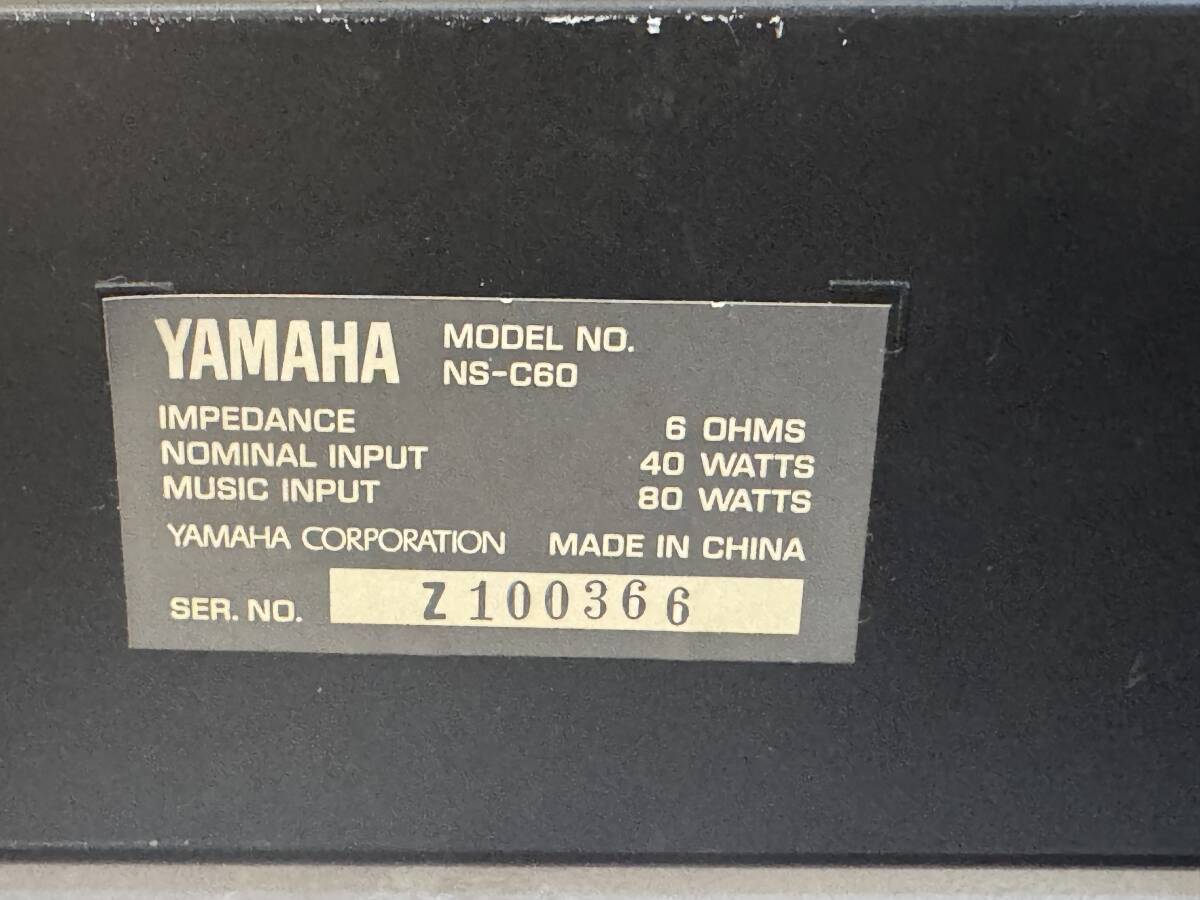 YAMAHA MODEL NO.
NS-C60
IMPEDANCE 6 OHMS
NOMINAL INPUT 40 WATTS
MUSIC INPUT 80 WATTS
YAMAHA CORPORATION MADE IN CHINA
SER. NO. Z100366